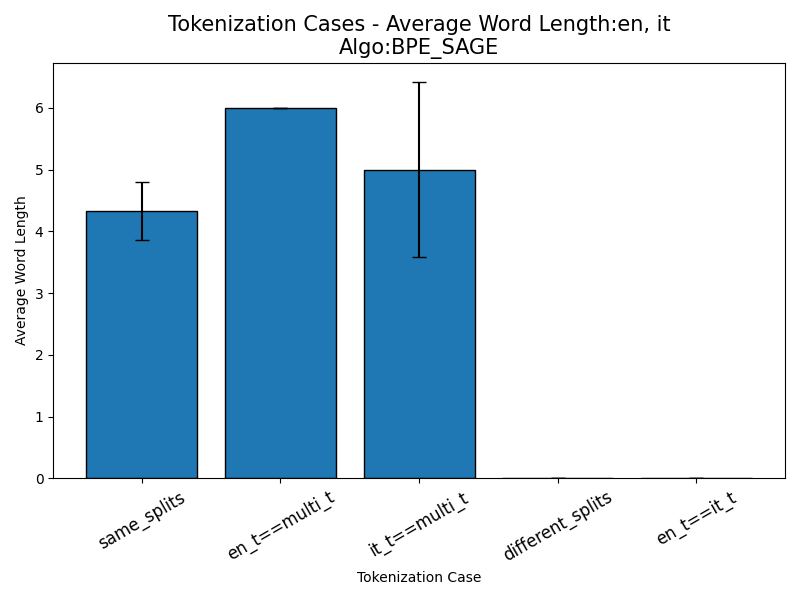 Tokenization Cases - Average Word Length:en, it
Algo:BPE_SAGE
6
5
4
3
2
1
0
Average Word Length
same_splits
en_t==multi_t
it_t==multi_t
different_splits
en_t==it_t
Tokenization Case